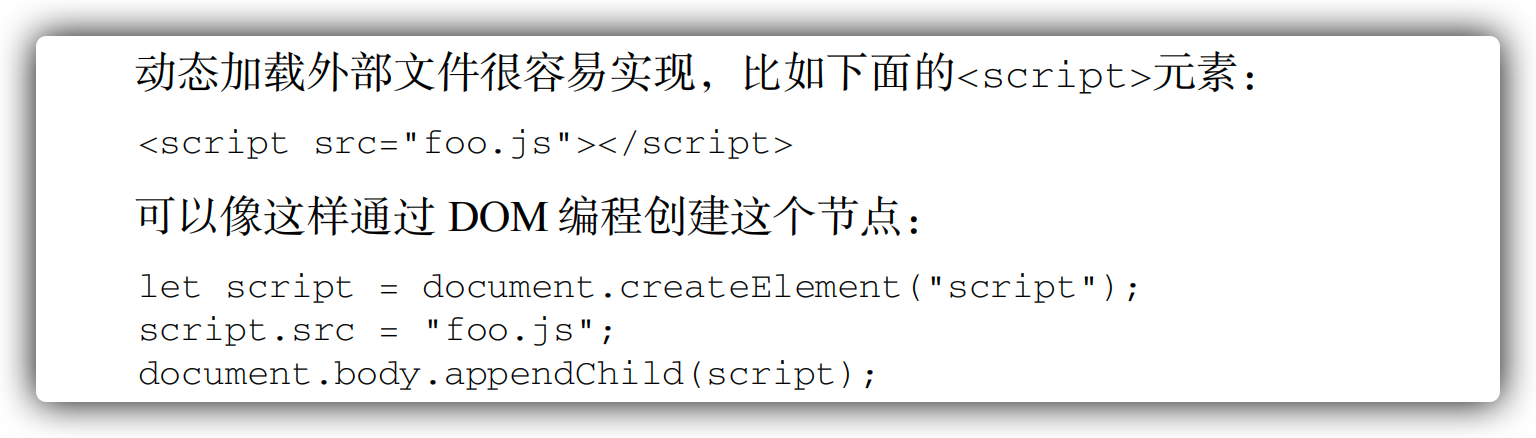 动态加载外部文件很容易实现，比如下面的<script>元素：
<script src="foo.js"></script>
可以像这样通过 DOM 编程创建这个节点：
let script = document.createElement("script");
script.src = "foo.js";
document.body.appendChild(script);